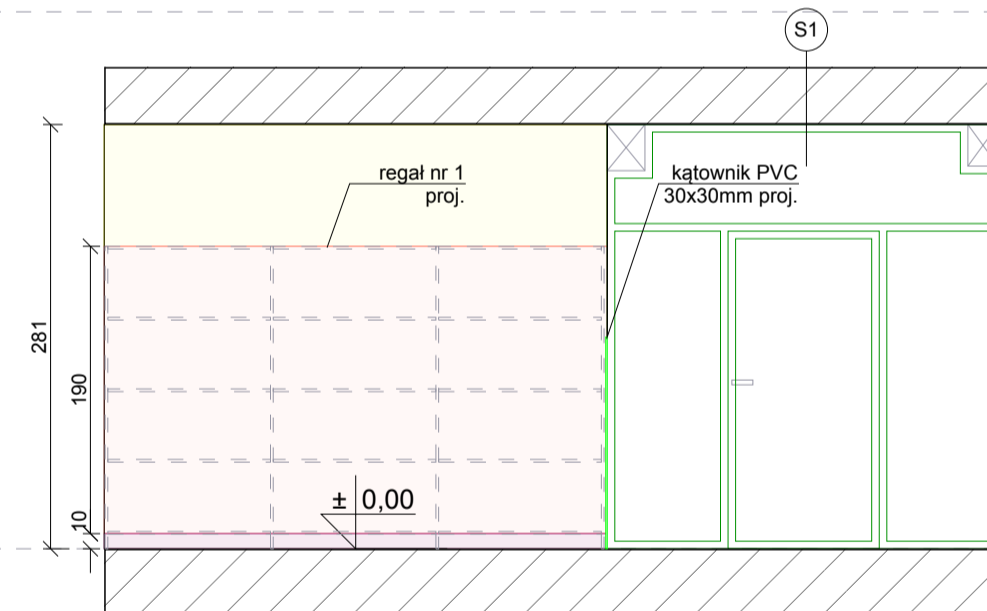 S1
regał nr 1
proj.
kątownik PVC
30x30mm proj.
281
190
10
± 0,00